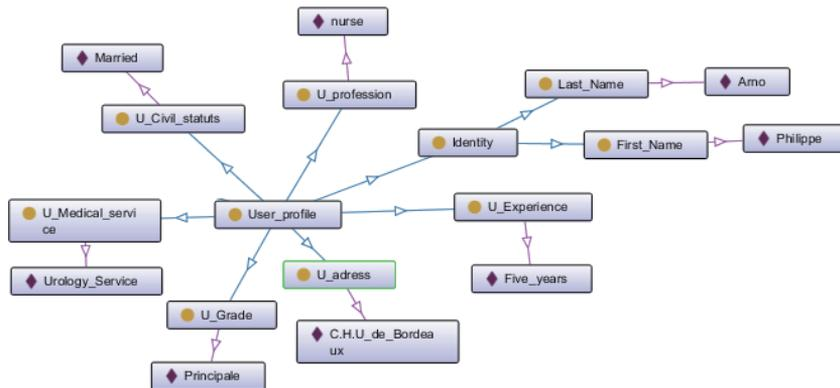 nurse
Married
U_profession
Last_Name
Arno
U_Civil_statuts
Identity
First_Name
Philippe
U_Medical_servi
ce
User_profile
U_Experience
Urology_Service
U_adress
Five_years
U_Grade
C.H.U_de_Bordea
ux
Principale